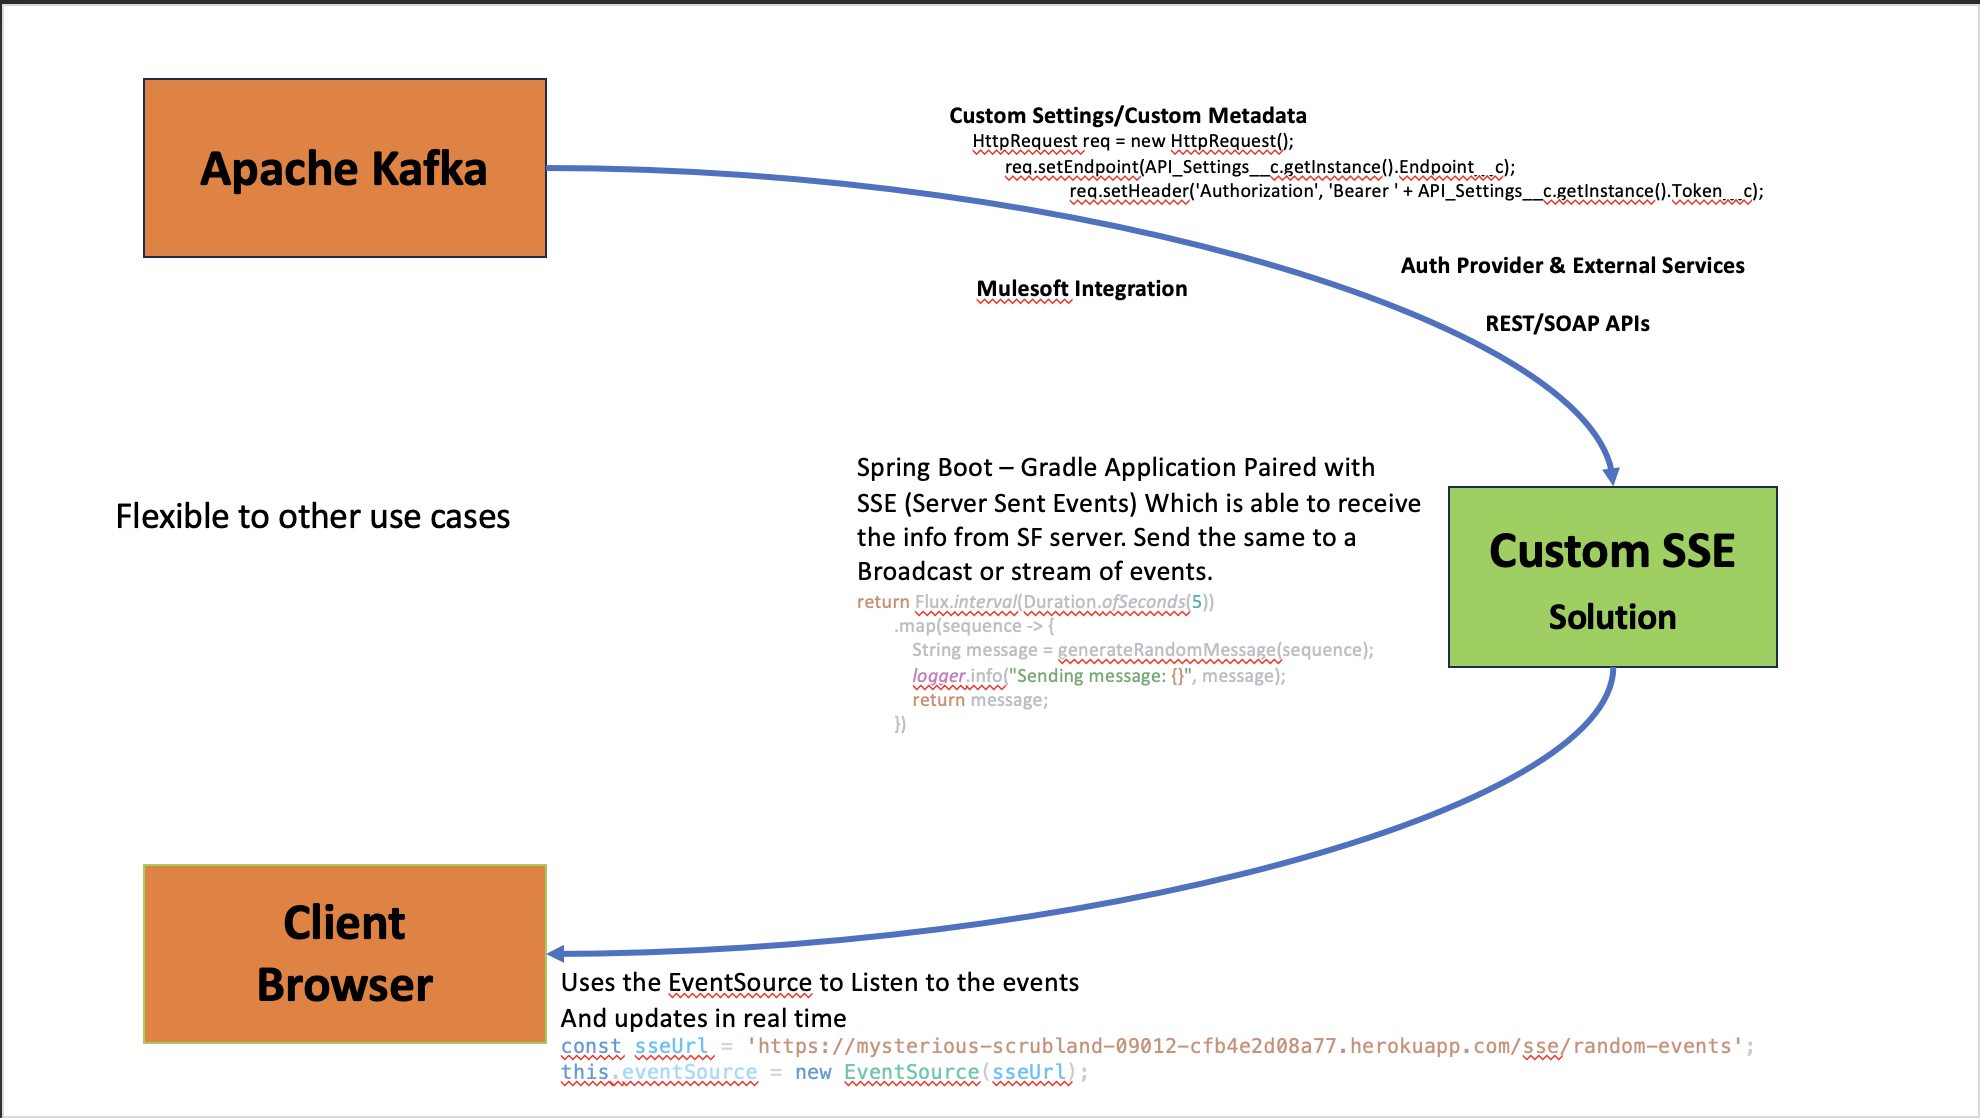 Apache Kafka
Custom Settings/Custom Metadata
HttpRequest req = new HttpRequest();
req.setEndpoint(API_Settings__c.getInstance().Endpoint__c);
req.setHeader('Authorization', 'Bearer ' + API_Settings__c.getInstance().Token__c);
Auth Provider & External Services
Mulesoft Integration
REST/SOAP APIs
Flexible to other use cases
Spring Boot – Gradle Application Paired with
SSE (Server Sent Events) Which is able to receive
the info from SF server. Send the same to a
Broadcast or stream of events.
return Flux.interval(Duration.ofSeconds(5))
.map(sequence -> {
String message = generateRandomMessage(sequence);
logger.info("Sending message: {}", message);
return message;
})
Custom SSE
Solution
Client
Browser
Uses the EventSource to Listen to the events
And updates in real time
const sseUrl = 'https://mysterious-scrubland-09012-cfb4e2d08a77.herokuapp.com/sse/random-events';
this.eventSource = new EventSource(sseUrl);